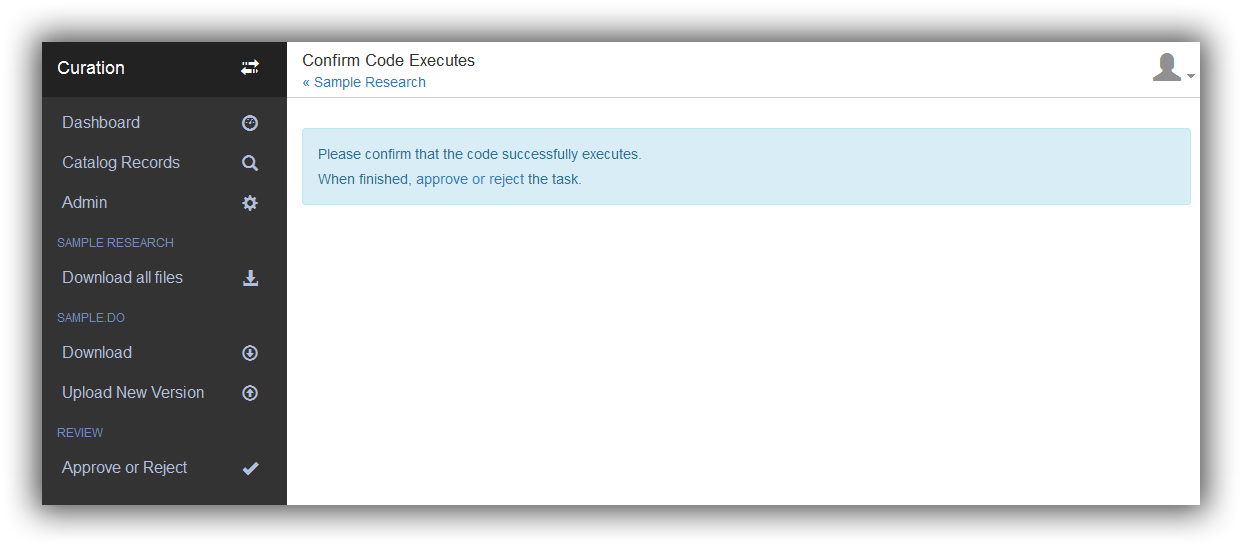 Curation
Dashboard
Catalog Records
Admin
SAMPLE RESEARCH
Download all files
SAMPLE.DO
Download
Upload New Version
REVIEW
Approve or Reject
Confirm Code Executes
« Sample Research
Please confirm that the code successfully executes.
When finished, approve or reject the task.